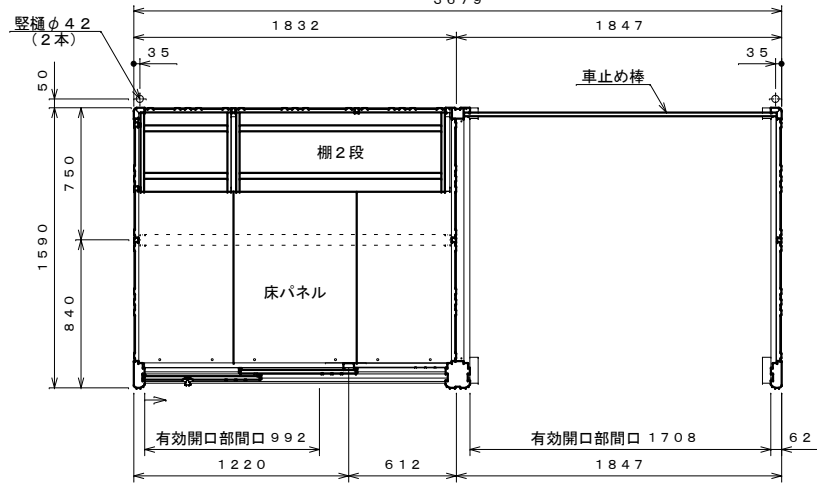 3679
1832
1847
竪樋φ42
(2本)
35
35
50
車止め棒
棚2段
750
1590
床パネル
840
有効開口部間口992
有効開口部間口1708
62
1220
612
1847